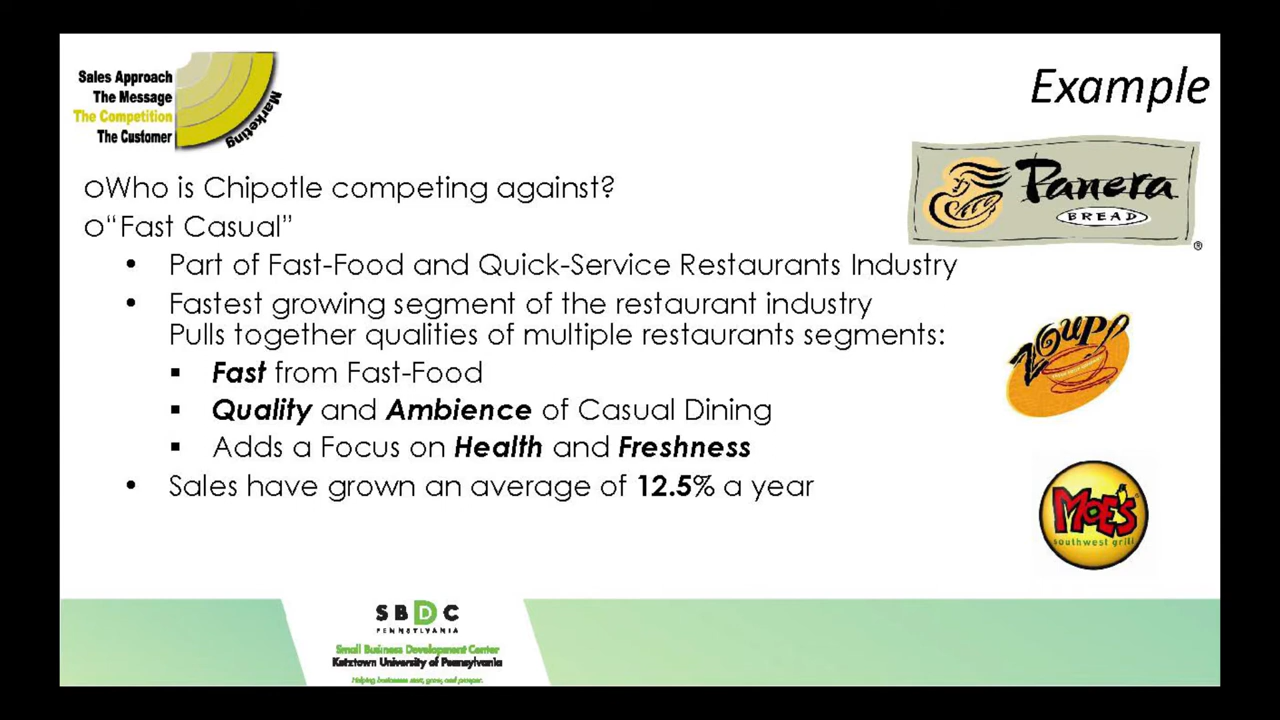 Sales Approach
The Message
The Competition
The Customer
Marketing
Example
Panera
BREAD
®
oWho is Chipotle competing against?
o“Fast Casual”
• Part of Fast-Food and Quick-Service Restaurants Industry
• Fastest growing segment of the restaurant industry
Pulls together qualities of multiple restaurants segments:
▪ Fast from Fast-Food
▪ Quality and Ambience of Casual Dining
▪ Adds a Focus on Health and Freshness
• Sales have grown an average of 12.5% a year
Zoup!
MOE'S
southwest grill
SBDC
PENNSYLVANIA
Small Business Development Center
Kutztown University of Pennsylvania
Helping businesses start, grow, and prosper.